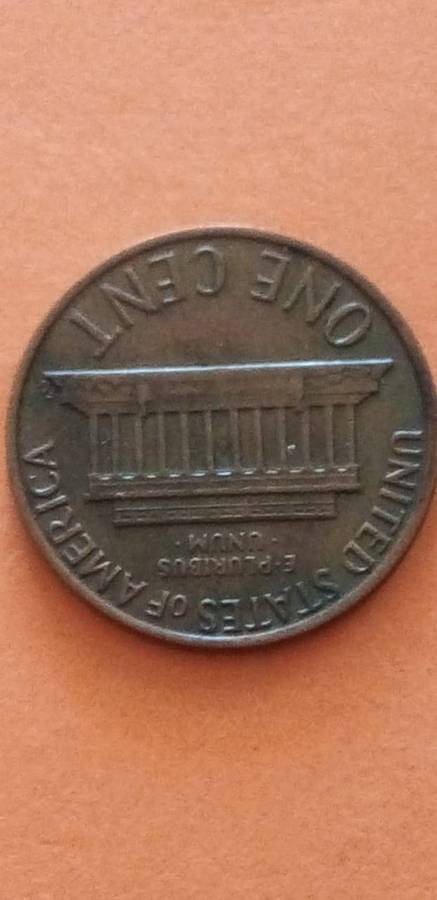 UNITED STATES OF AMERICA
E·PLURIBUS
·UNUM·
ONE CENT